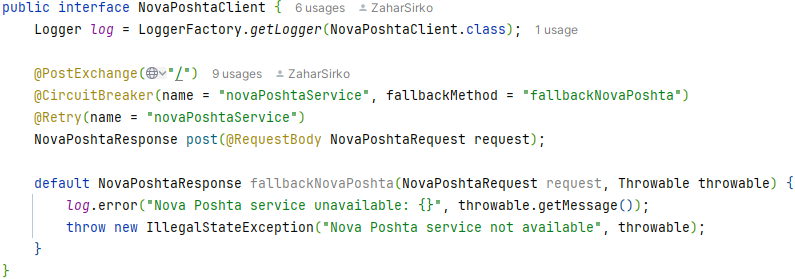 public interface NovaPoshtaClient { 6 usages ZaharSirko
    Logger log = LoggerFactory.getLogger(NovaPoshtaClient.class); 1 usage
    @PostExchange("/") 9 usages ZaharSirko
    @CircuitBreaker(name = "novaPoshtaService", fallbackMethod = "fallbackNovaPoshta")
    @Retry(name = "novaPoshtaService")
    NovaPoshtaResponse post(@RequestBody NovaPoshtaRequest request);
    default NovaPoshtaResponse fallbackNovaPoshta(NovaPoshtaRequest request, Throwable throwable) {
        log.error("Nova Poshta service unavailable: {}", throwable.getMessage());
        throw new IllegalStateException("Nova Poshta service not available", throwable);
    }
}